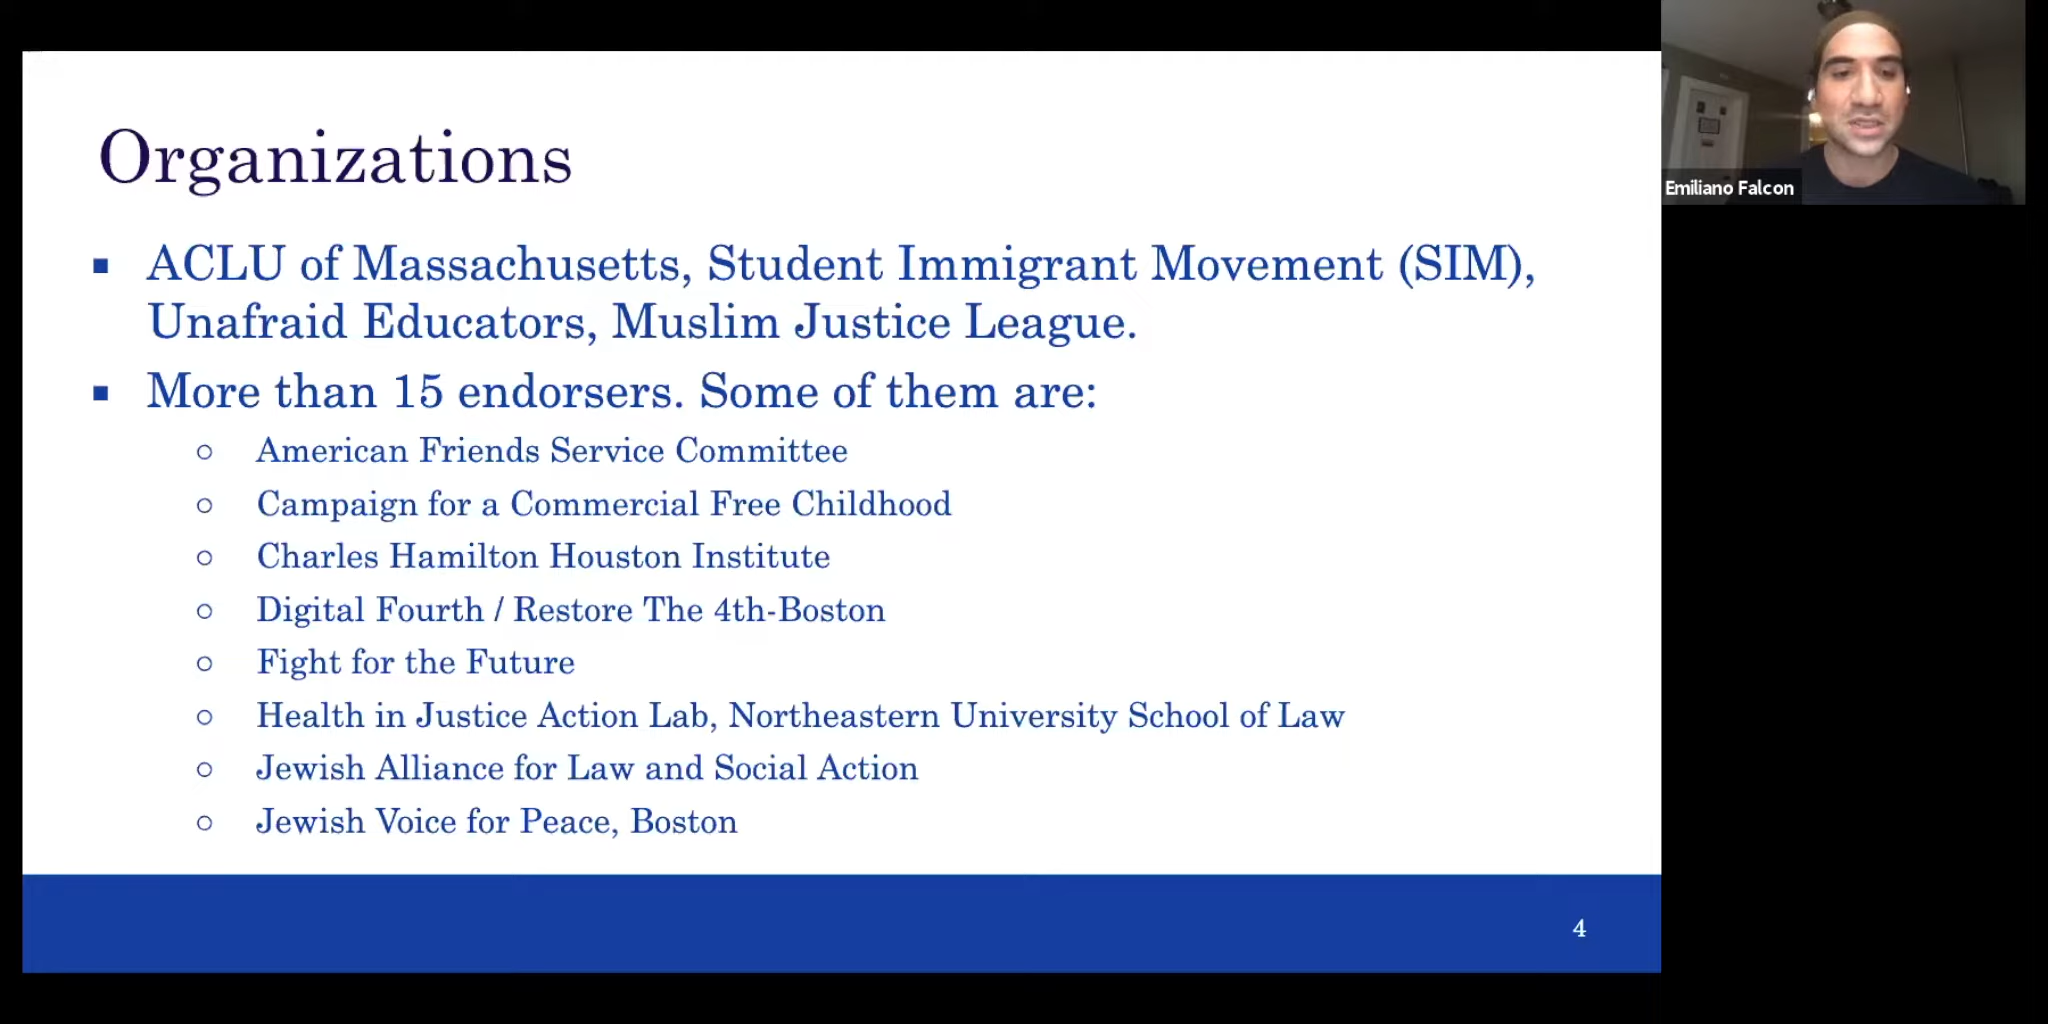 Organizations
▪ ACLU of Massachusetts, Student Immigrant Movement (SIM),
Unafraid Educators, Muslim Justice League.
▪ More than 15 endorsers. Some of them are:
○ American Friends Service Committee
○ Campaign for a Commercial Free Childhood
○ Charles Hamilton Houston Institute
○ Digital Fourth / Restore The 4th-Boston
○ Fight for the Future
○ Health in Justice Action Lab, Northeastern University School of Law
○ Jewish Alliance for Law and Social Action
○ Jewish Voice for Peace, Boston
4
Emiliano Falcon